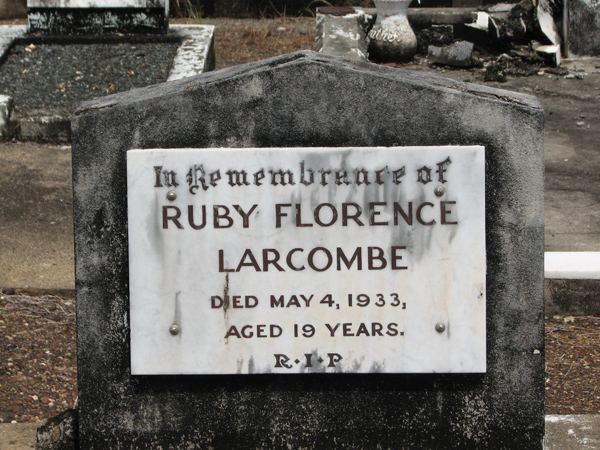 In Remembrance of
RUBY FLORENCE
LARCOMBE
DIED MAY 4, 1933,
AGED 19 YEARS.
R·I·P